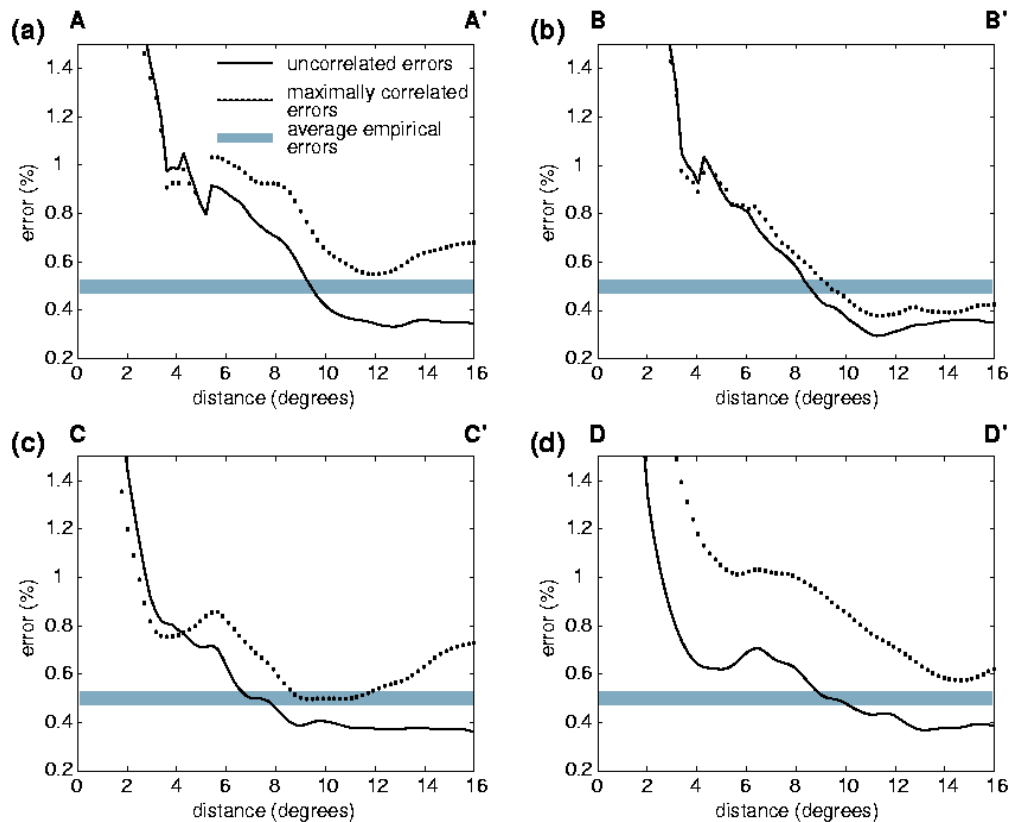 (a) A A'
1.4
1.2
1
0.8
0.6
0.4
0.2
error (%)
uncorrelated errors
maximally correlated
errors
average empirical
errors
0 2 4 6 8 10 12 14 16
distance (degrees)
(b) B B'
1.4
1.2
1
0.8
0.6
0.4
0.2
error (%)
0 2 4 6 8 10 12 14 16
distance (degrees)
(c) C C'
1.4
1.2
1
0.8
0.6
0.4
0.2
error (%)
0 2 4 6 8 10 12 14 16
distance (degrees)
(d) D D'
1.4
1.2
1
0.8
0.6
0.4
0.2
error (%)
0 2 4 6 8 10 12 14 16
distance (degrees)